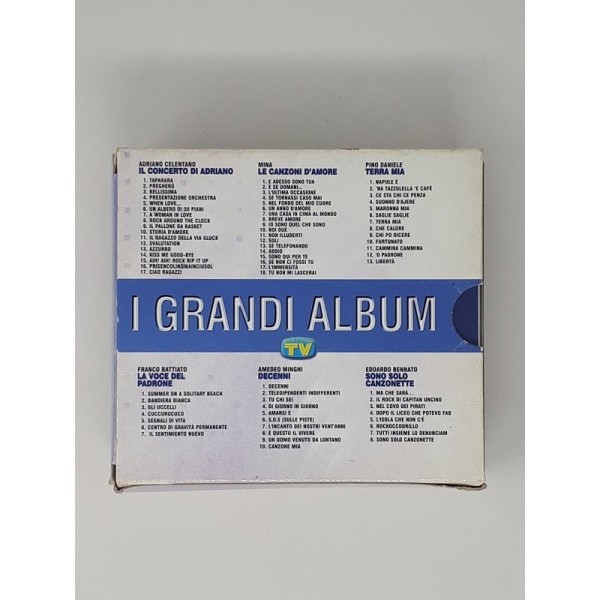 ADRIANO CELENTANO
IL CONCERTO DI ADRIANO
1. TAPARARA
2. PREGHERÒ
3. BELLISSIMA
4. PRESENTAZIONE ORCHESTRA
5. WHEN LOVE...
6. UN ALBERO DI 30 PIANI
7. A WOMAN IN LOVE
8. ROCK AROUND THE CLOCK
9. IL PALLONE DA BASKET
10. STORIA D'AMORE
11. IL RAGAZZO DELLA VIA GLUCK
12. SVALUTATION
13. AZZURRO
14. KISS ME GOOD-BYE
15. AIH! AIH! ROCK RIP IT UP
16. PRISENCOLINENSINAINCIUSOL
17. CIAO RAGAZZI
MINA
LE CANZONI D'AMORE
1. E ADESSO SONO TUA
2. E SE DOMANI...
3. L'ULTIMA OCCASIONE
4. SE TORNASSI CASO MAI
5. NEL FONDO DEL MIO CUORE
6. UN ANNO D'AMORE
7. UNA CASA IN CIMA AL MONDO
8. BREVE AMORE
9. IO SONO QUEL CHE SONO
10. NOI DUE
11. NON ILLUDERTI
12. SOLI
13. SE TELEFONANDO
14. ADDIO
15. SONO QUI PER TE
16. SE NON CI FOSSI TU
17. L'IMMENSITÀ
18. TU NON MI LASCERAI
PINO DANIELE
TERRA MIA
1. NAPULE È
2. 'NA TAZZULELLA 'E CAFÈ
3. CE STA CHI CE PENZA
4. SUONNO D'AJERE
5. MARONNA MIA
6. SAGLIE SAGLIE
7. TERRA MIA
8. CHE CALORE
9. CHI PO DICERE
10. FORTUNATO
11. CAMMINA CAMMINA
12. 'O PADRONE
13. LIBERTÀ
I GRANDI ALBUM
TV
FRANCO BATTIATO
LA VOCE DEL
PADRONE
1. SUMMER ON A SOLITARY BEACH
2. BANDIERA BIANCA
3. GLI UCCELLI
4. CUCCURUCUCU
5. SEGNALI DI VITA
6. CENTRO DI GRAVITÀ PERMANENTE
7. IL SENTIMENTO NUEVO
AMEDEO MINGHI
DECENNI
1. DECENNI
2. TELEDIPENDENTI INDIFFERENTI
3. TU CHI SEI
4. DI GIORNO IN GIORNO
5. AMARSI È
6. S.O.S (SULLE PISTE)
7. L'INCANTO DEI NOSTRI VENT'ANNI
8. È QUESTO IL VIVERE
9. UN UOMO VENUTO DA LONTANO
10. CANZONE MIA
EDOARDO BENNATO
SONO SOLO
CANZONETTE
1. MA CHE SARÀ...
2. IL ROCK DI CAPITAN UNCINO
3. NEL COVO DEI PIRATI
4. DOPO IL LICEO CHE POTEVO FAR
5. L'ISOLA CHE NON C'È
6. ROCKOCCODRILLO
7. TUTTI INSIEME LO DENUNCIAM
8. SONO SOLO CANZONETTE